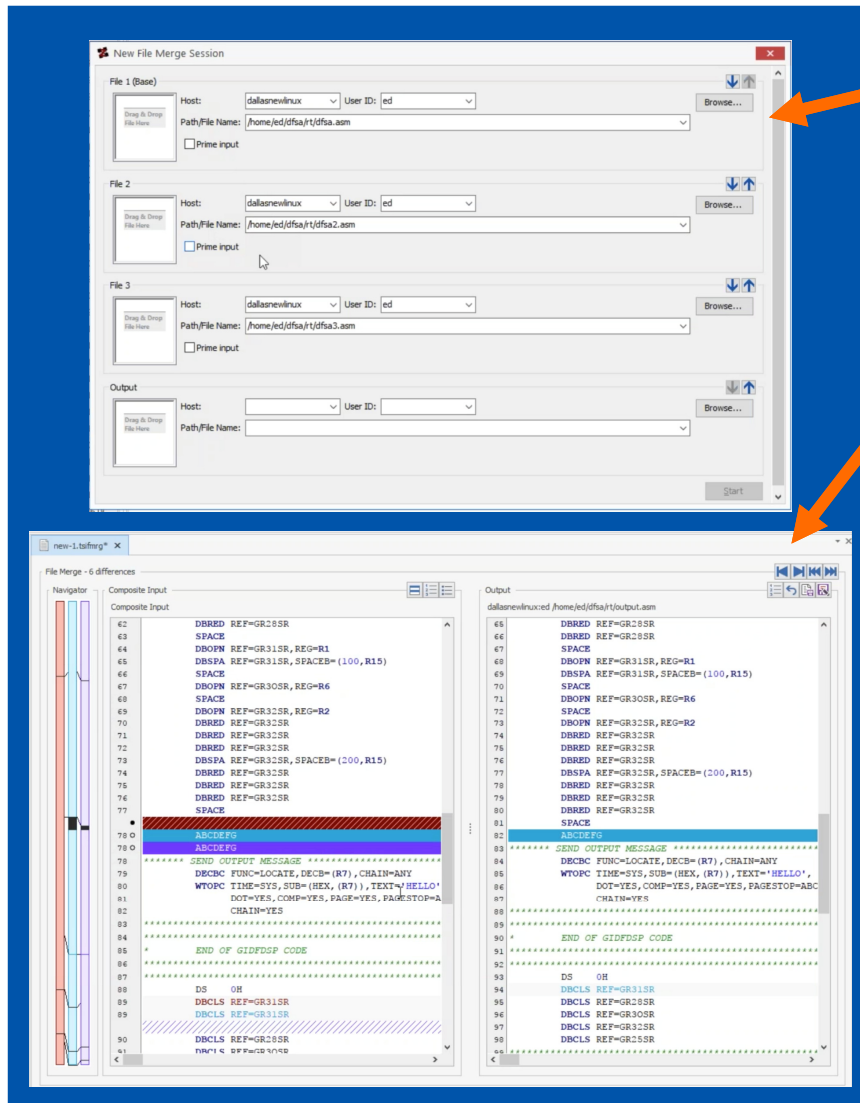 New File Merge Session
File 1 (Base)
Drag & Drop
File Here
Host: dallasnewlinux User ID: ed Browse...
Path/File Name: /home/ed/dfsa/rt/dfsa.asm
Prime input
File 2
Drag & Drop
File Here
Host: dallasnewlinux User ID: ed Browse...
Path/File Name: /home/ed/dfsa/rt/dfsa2.asm
Prime input
File 3
Drag & Drop
File Here
Host: dallasnewlinux User ID: ed Browse...
Path/File Name: /home/ed/dfsa/rt/dfsa3.asm
Prime input
Output
Drag & Drop
File Here
Host: User ID: Browse...
Path/File Name:
Start
new-1.tsifmrg*
File Merge - 6 differences
Navigator
Composite Input
Composite Input
62 DBRED REF=GR28SR
63 SPACE
64 DBOPN REF=GR31SR,REG=R1
65 DBSPA REF=GR31SR,SPACEB=(100,R15)
66 SPACE
67 DBOPN REF=GR30SR,REG=R6
68 SPACE
69 DBOPN REF=GR32SR,REG=R2
70 DBRED REF=GR32SR
71 DBRED REF=GR32SR
72 DBRED REF=GR32SR
73 DBSPA REF=GR32SR,SPACEB=(200,R15)
74 DBRED REF=GR32SR
75 DBRED REF=GR32SR
76 DBRED REF=GR32SR
77 SPACE
78 ABCDEFG
78 ABCDEFG
78 ******* SEND OUTPUT MESSAGE ***********************
79 DECBC FUNC=LOCATE,DECB=(R7),CHAIN=ANY
80 WTOPC TIME=SYS,SUB=(HEX,(R7)),TEXT='HELLO'
81 DOT=YES,COMP=YES,PAGE=YES,PAGESTOP=A
82 CHAIN=YES
83 ****************************************************
84 ****************************************************
85 * END OF GIDFDSP CODE
86 ****************************************************
87 ****************************************************
88 DS 0H
89 DBCLS REF=GR31SR
89 DBCLS REF=GR31SR
90 DBCLS REF=GR28SR
91 DBCLS REF=GR30SR
Output
dallasnewlinux:ed /home/ed/dfsa/rt/output.asm
65 DBRED REF=GR28SR
66 DBRED REF=GR28SR
67 SPACE
68 DBOPN REF=GR31SR,REG=R1
69 DBSPA REF=GR31SR,SPACEB=(100,R15)
70 SPACE
71 DBOPN REF=GR30SR,REG=R6
72 SPACE
73 DBOPN REF=GR32SR,REG=R2
74 DBRED REF=GR32SR
75 DBRED REF=GR32SR
76 DBRED REF=GR32SR
77 DBSPA REF=GR32SR,SPACEB=(200,R15)
78 DBRED REF=GR32SR
79 DBRED REF=GR32SR
80 DBRED REF=GR32SR
81 SPACE
82 ABCDEFG
83 ******* SEND OUTPUT MESSAGE ***********************
84 DECBC FUNC=LOCATE,DECB=(R7),CHAIN=ANY
85 WTOPC TIME=SYS,SUB=(HEX,(R7)),TEXT='HELLO',
86 DOT=YES,COMP=YES,PAGE=YES,PAGESTOP=ABC
87 CHAIN=YES
88 ****************************************************
89 ****************************************************
90 * END OF GIDFDSP CODE
91 ****************************************************
92 ****************************************************
93 DS 0H
94 DBCLS REF=GR31SR
95 DBCLS REF=GR28SR
96 DBCLS REF=GR30SR
97 DBCLS REF=GR32SR
98 DBCLS REF=GR25SR
99 ****************************************************